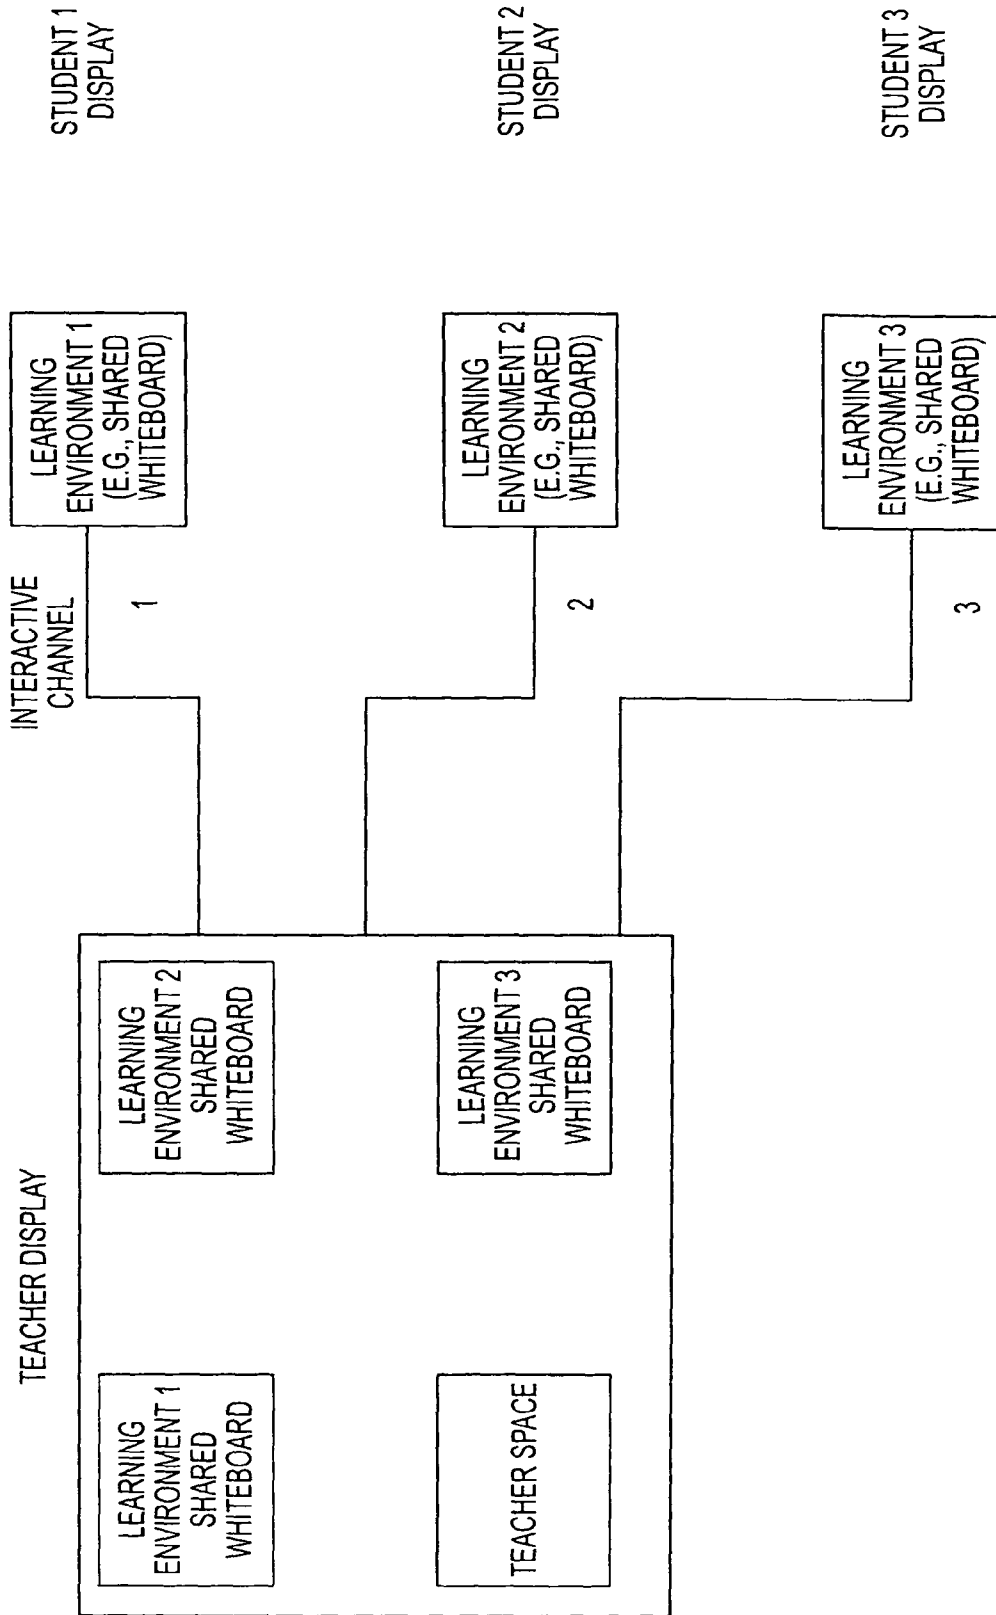 TEACHER DISPLAY
LEARNING
ENVIRONMENT 1
SHARED
WHITEBOARD
LEARNING
ENVIRONMENT 2
SHARED
WHITEBOARD
TEACHER SPACE
LEARNING
ENVIRONMENT 3
SHARED
WHITEBOARD
INTERACTIVE
CHANNEL
1
2
3
LEARNING
ENVIRONMENT 1
(E.G., SHARED
WHITEBOARD)
STUDENT 1
DISPLAY
LEARNING
ENVIRONMENT 2
(E.G., SHARED
WHITEBOARD)
STUDENT 2
DISPLAY
LEARNING
ENVIRONMENT 3
(E.G., SHARED
WHITEBOARD)
STUDENT 3
DISPLAY